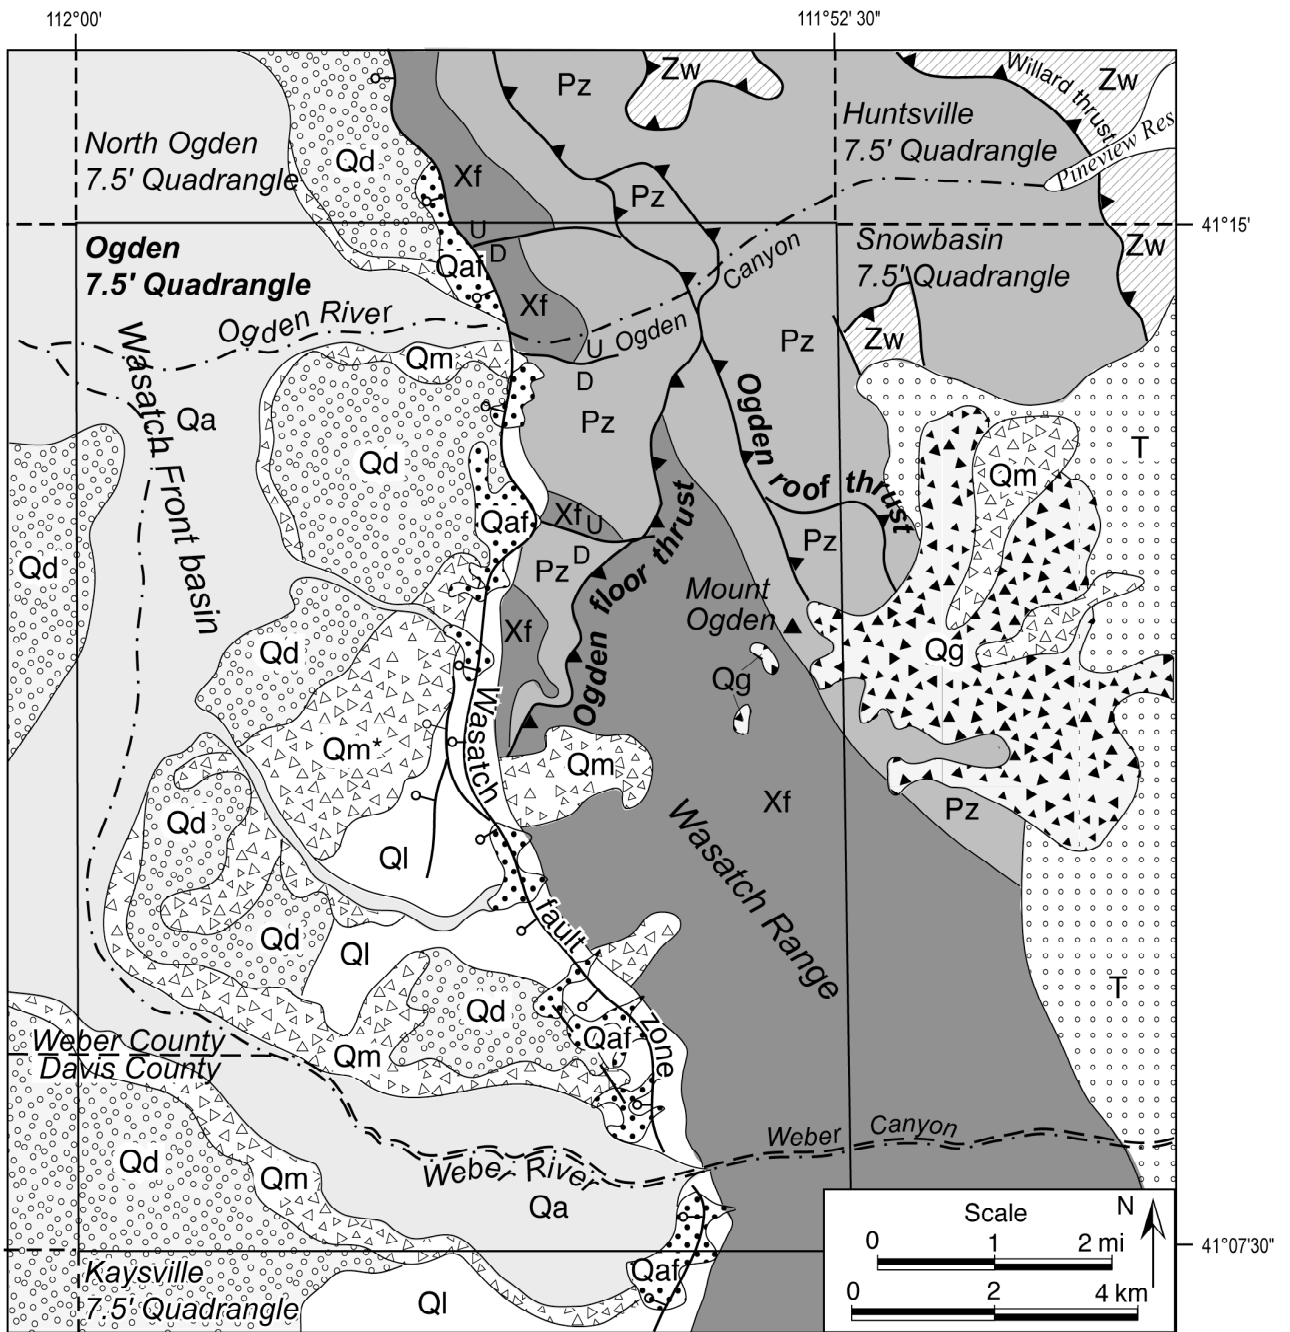 112°00'
111°52' 30"
Pz
Zw
Willard thrust
Zw
North Ogden
7.5' Quadrangle
Qd
Xf
Huntsville
7.5' Quadrangle
Pineview Res
Pz
U
D
41°15'
Ogden
7.5' Quadrangle
Qaf
Canyon
Snowbasin
7.5' Quadrangle
Zw
Ogden River
Xf
U
Ogden
D
Pz
Zw
Qm
Wasatch Front basin
Qa
Pz
Ogden roof thrust
T
Qd
Qm
Qaf
Xf
U
D
Pz
Pz
Qd
Ogden floor thrust
Mount
Ogden
Xf
Qd
Qg
Qg
Wasatch
Qm*
Qm
Xf
Pz
Qd
Ql
Wasatch Range
fault
Qd
Ql
T
Qd
Qaf
zone
Weber County
Davis County
Qm
Weber Canyon
Qd
Qm
Weber River
Qa
Scale
N
0 1 2 mi
0 2 4 km
41°07'30"
Kaysville
7.5' Quadrangle
Qaf
Ql